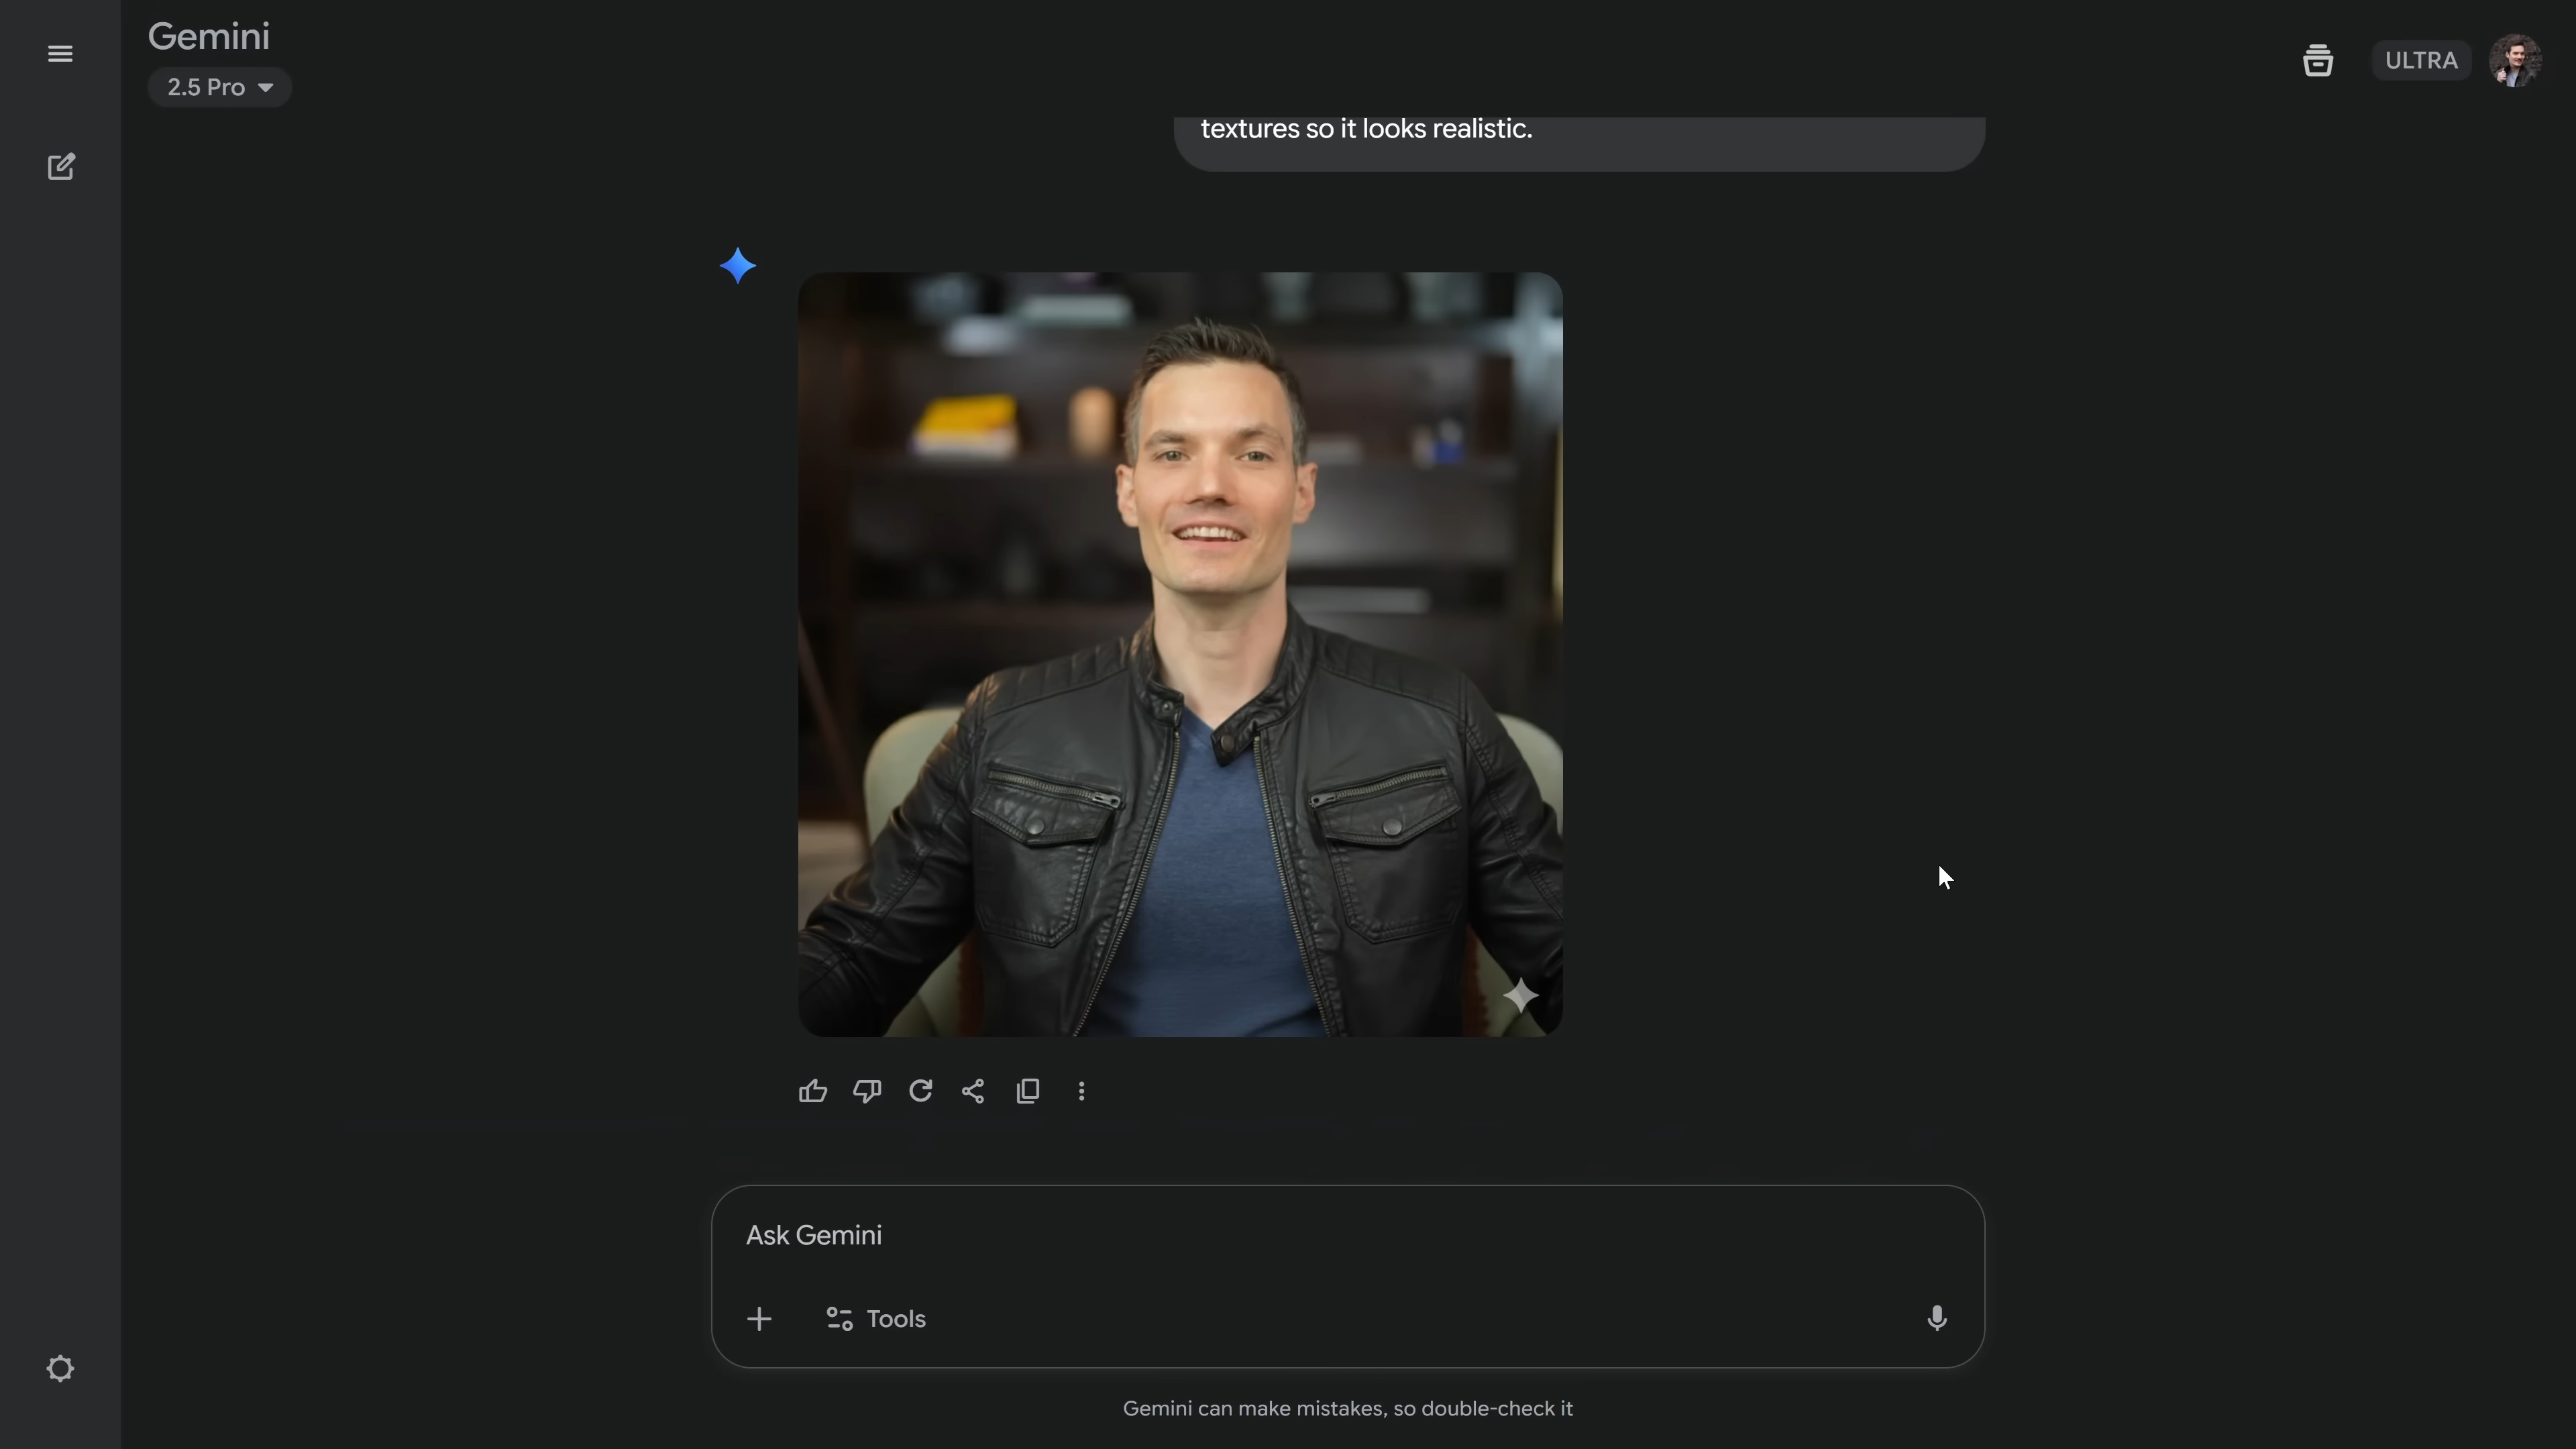 Gemini
2.5 Pro
ULTRA
textures so it looks realistic.
Ask Gemini
Tools
Gemini can make mistakes, so double-check it